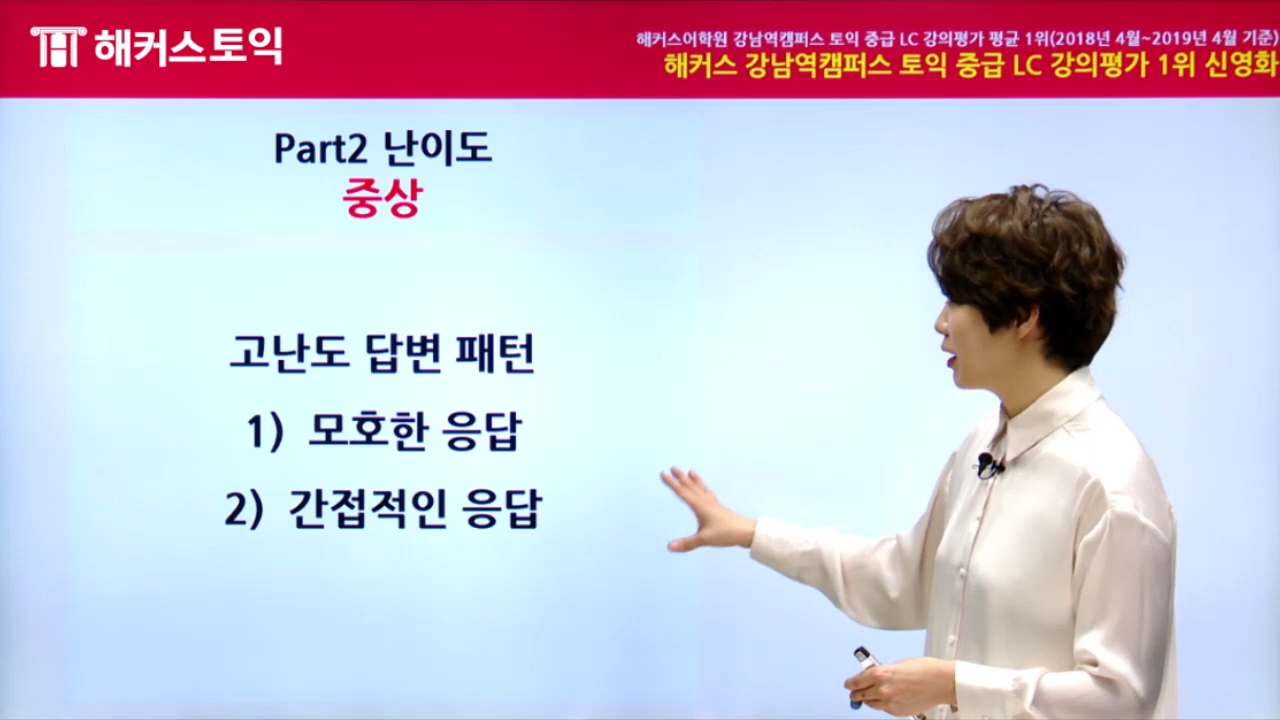 해커스토익
해커스어학원 강남역캠퍼스 토익 중급 LC 강의평가 평균 1위(2018년 4월~2019년 4월 기준)
해커스 강남역캠퍼스 토익 중급 LC 강의평가 1위 신영화
Part2 난이도
중상
고난도 답변 패턴
1) 모호한 응답
2) 간접적인 응답